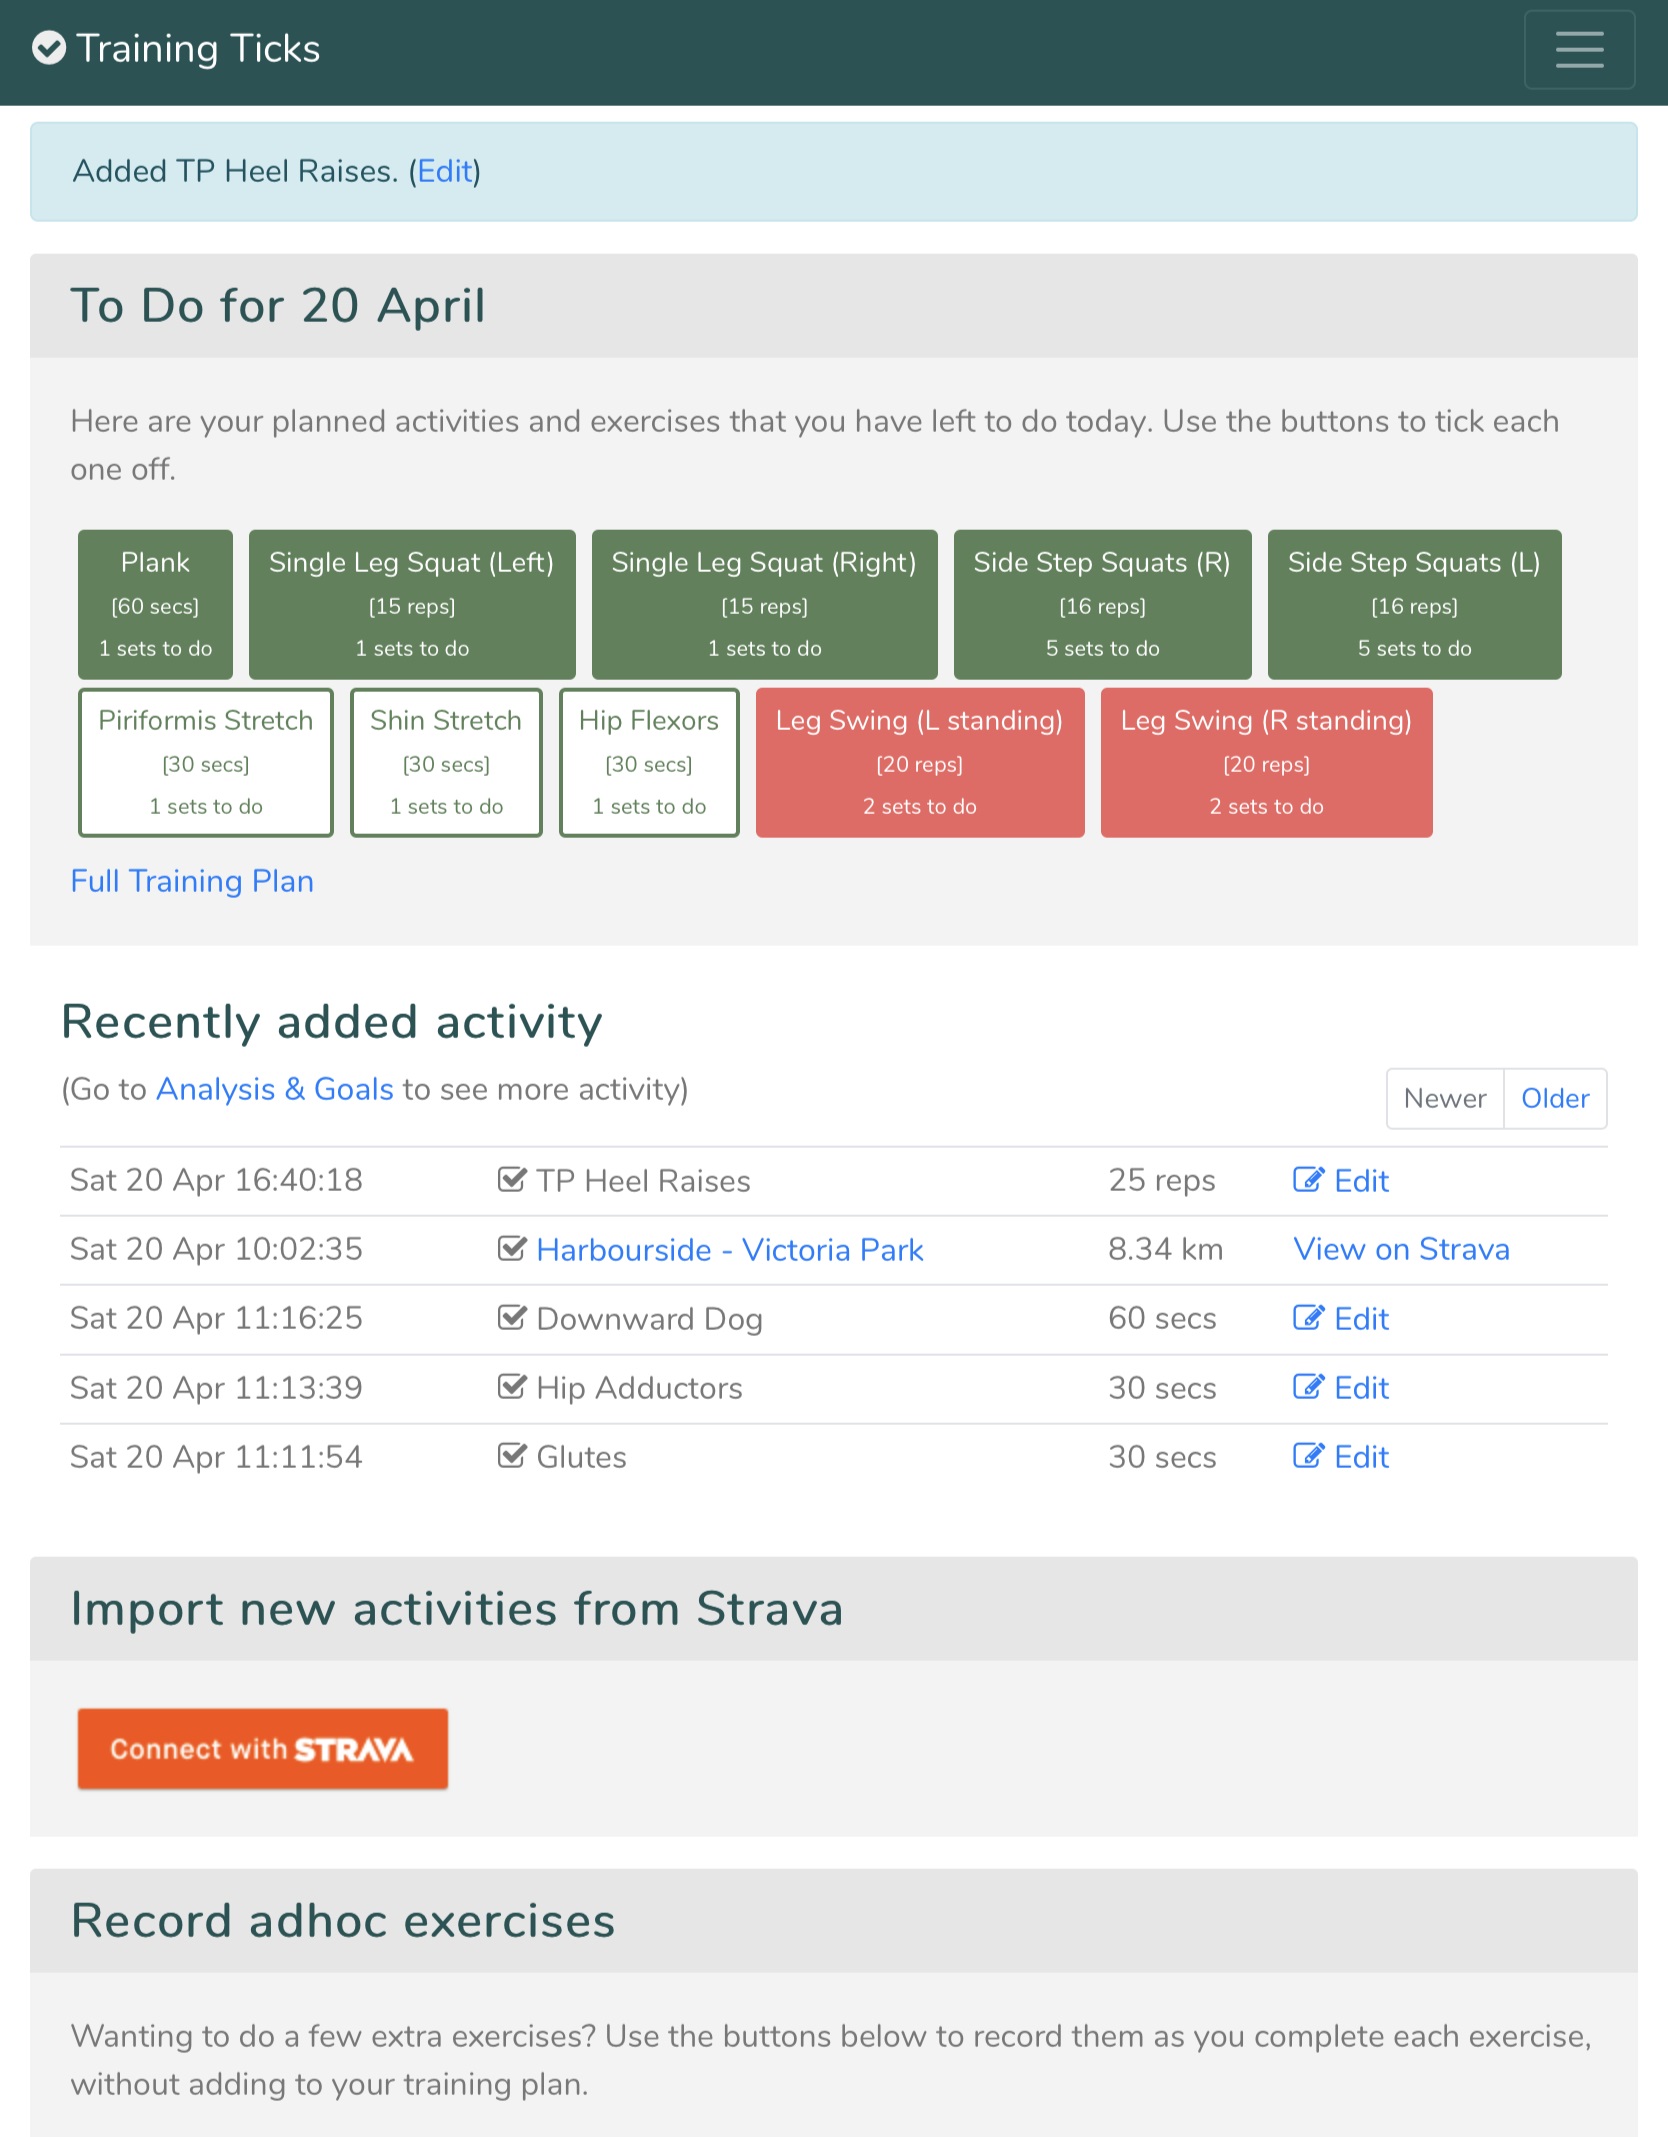 Training Ticks
Added TP Heel Raises. (Edit)
To Do for 20 April
Here are your planned activities and exercises that you have left to do today. Use the buttons to tick each
one off.
Plank
[60 secs]
1 sets to do
Single Leg Squat (Left)
[15 reps]
1 sets to do
Single Leg Squat (Right)
[15 reps]
1 sets to do
Side Step Squats (R)
[16 reps]
5 sets to do
Side Step Squats (L)
[16 reps]
5 sets to do
Piriformis Stretch
[30 secs]
1 sets to do
Shin Stretch
[30 secs]
1 sets to do
Hip Flexors
[30 secs]
1 sets to do
Leg Swing (L standing)
[20 reps]
2 sets to do
Leg Swing (R standing)
[20 reps]
2 sets to do
Full Training Plan
Recently added activity
(Go to Analysis & Goals to see more activity)
Newer Older
Sat 20 Apr 16:40:18 TP Heel Raises 25 reps Edit
Sat 20 Apr 10:02:35 Harbourside - Victoria Park 8.34 km View on Strava
Sat 20 Apr 11:16:25 Downward Dog 60 secs Edit
Sat 20 Apr 11:13:39 Hip Adductors 30 secs Edit
Sat 20 Apr 11:11:54 Glutes 30 secs Edit
Import new activities from Strava
Connect with STRAVA
Record adhoc exercises
Wanting to do a few extra exercises? Use the buttons below to record them as you complete each exercise,
without adding to your training plan.